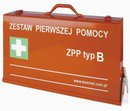 ZESTAW PIERWSZEJ POMOCY
ZPP typ B
www.boxmet.com.pl